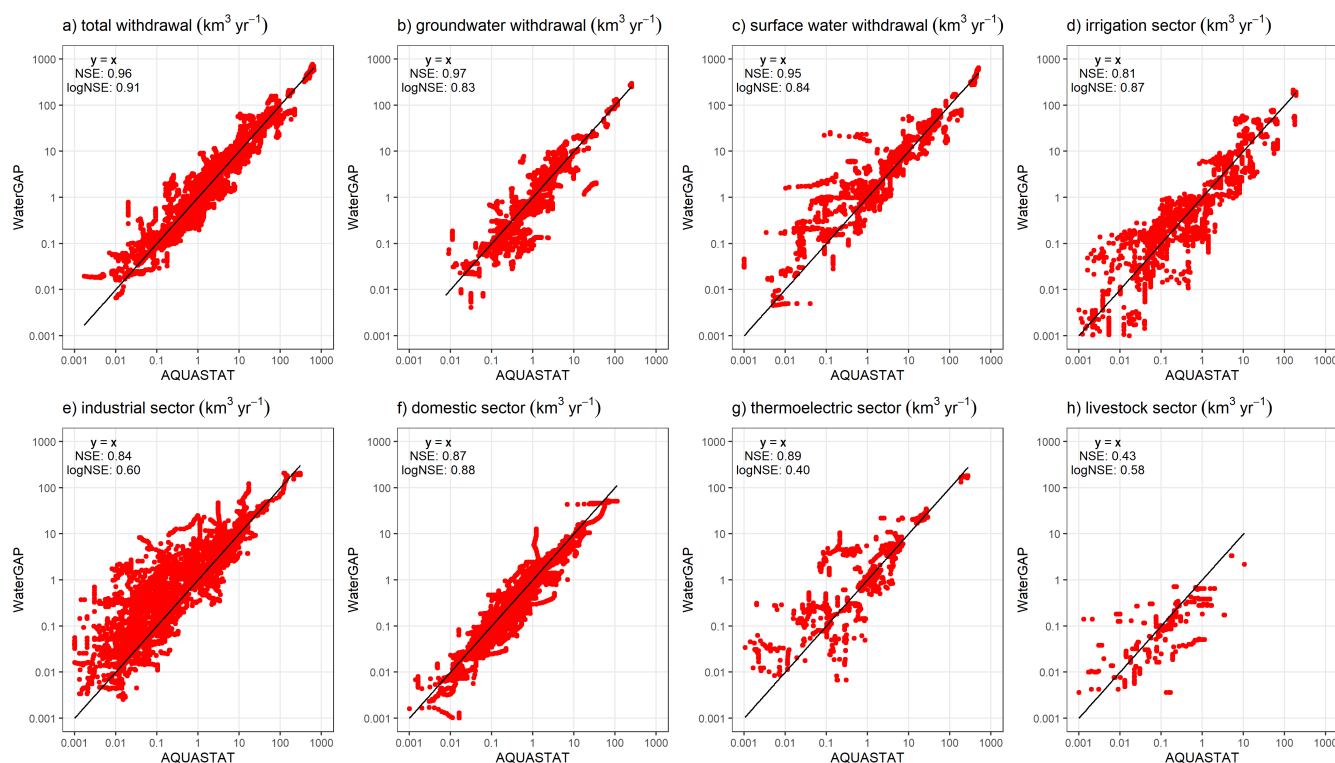 a) total withdrawal (km³ yr⁻¹)
y = x
NSE: 0.96
logNSE: 0.91
1000
100
10
1
0.1
0.01
0.001
WaterGAP
0.001 0.01 0.1 1 10 100 1000
AQUASTAT
b) groundwater withdrawal (km³ yr⁻¹)
y = x
NSE: 0.97
logNSE: 0.83
1000
100
10
1
0.1
0.01
0.001
WaterGAP
0.001 0.01 0.1 1 10 100 1000
AQUASTAT
c) surface water withdrawal (km³ yr⁻¹)
y = x
NSE: 0.95
logNSE: 0.84
1000
100
10
1
0.1
0.01
0.001
WaterGAP
0.001 0.01 0.1 1 10 100 1000
AQUASTAT
d) irrigation sector (km³ yr⁻¹)
y = x
NSE: 0.81
logNSE: 0.87
1000
100
10
1
0.1
0.01
0.001
WaterGAP
0.001 0.01 0.1 1 10 100 1000
AQUASTAT
e) industrial sector (km³ yr⁻¹)
y = x
NSE: 0.84
logNSE: 0.60
1000
100
10
1
0.1
0.01
0.001
WaterGAP
0.001 0.01 0.1 1 10 100 1000
AQUASTAT
f) domestic sector (km³ yr⁻¹)
y = x
NSE: 0.87
logNSE: 0.88
1000
100
10
1
0.1
0.01
0.001
WaterGAP
0.001 0.01 0.1 1 10 100 1000
AQUASTAT
g) thermoelectric sector (km³ yr⁻¹)
y = x
NSE: 0.89
logNSE: 0.40
1000
100
10
1
0.1
0.01
0.001
WaterGAP
0.001 0.01 0.1 1 10 100 1000
AQUASTAT
h) livestock sector (km³ yr⁻¹)
y = x
NSE: 0.43
logNSE: 0.58
1000
100
10
1
0.1
0.01
0.001
WaterGAP
0.001 0.01 0.1 1 10 100 1000
AQUASTAT